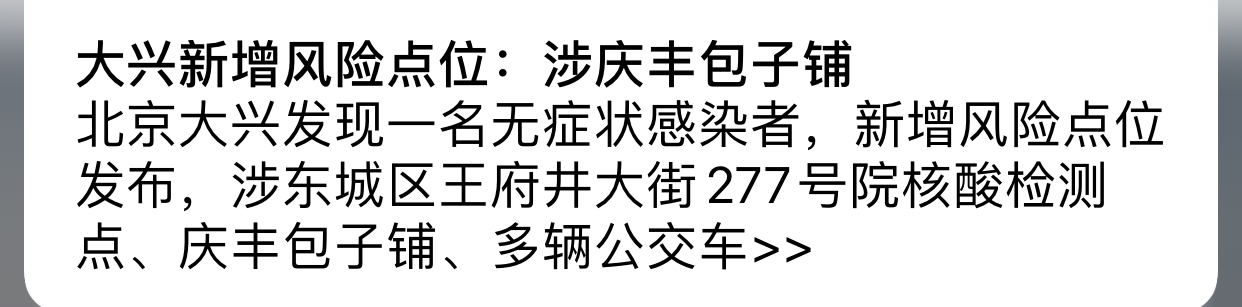 大兴新增风险点位：涉庆丰包子铺
北京大兴发现一名无症状感染者，新增风险点位
发布，涉东城区王府井大街277号院核酸检测
点、庆丰包子铺、多辆公交车>>